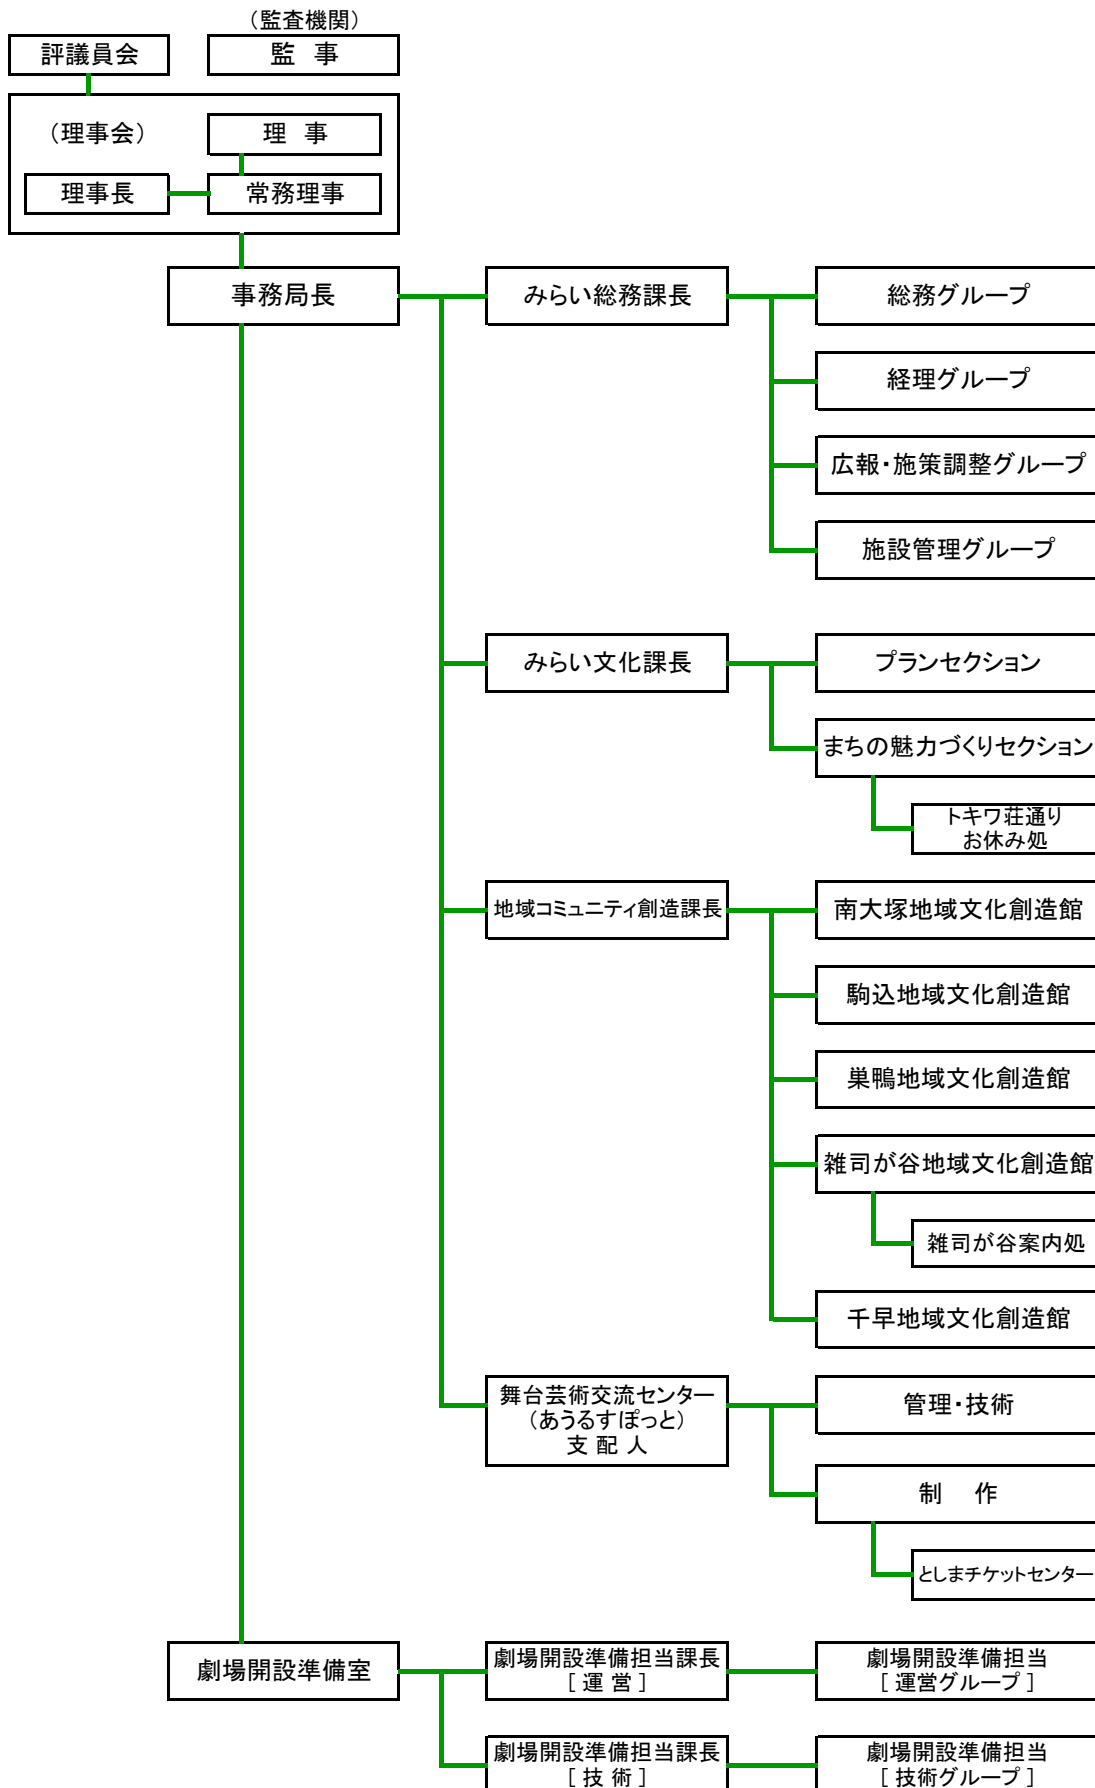 (監査機関)
評議員会
監 事
(理事会)
理 事
理事長
常務理事
事務局長
みらい総務課長
総務グループ
経理グループ
広報・施策調整グループ
施設管理グループ
みらい文化課長
プランセクション
まちの魅力づくりセクション
トキワ荘通り
お休み処
地域コミュニティ創造課長
南大塚地域文化創造館
駒込地域文化創造館
巣鴨地域文化創造館
雑司が谷地域文化創造館
雑司が谷案内処
千早地域文化創造館
舞台芸術交流センター
(あうるすぽっと)
支 配 人
管理・技術
制 作
としまチケットセンター
劇場開設準備室
劇場開設準備担当課長
[ 運 営 ]
劇場開設準備担当
[ 運営グループ ]
劇場開設準備担当課長
[ 技 術 ]
劇場開設準備担当
[ 技術グループ ]